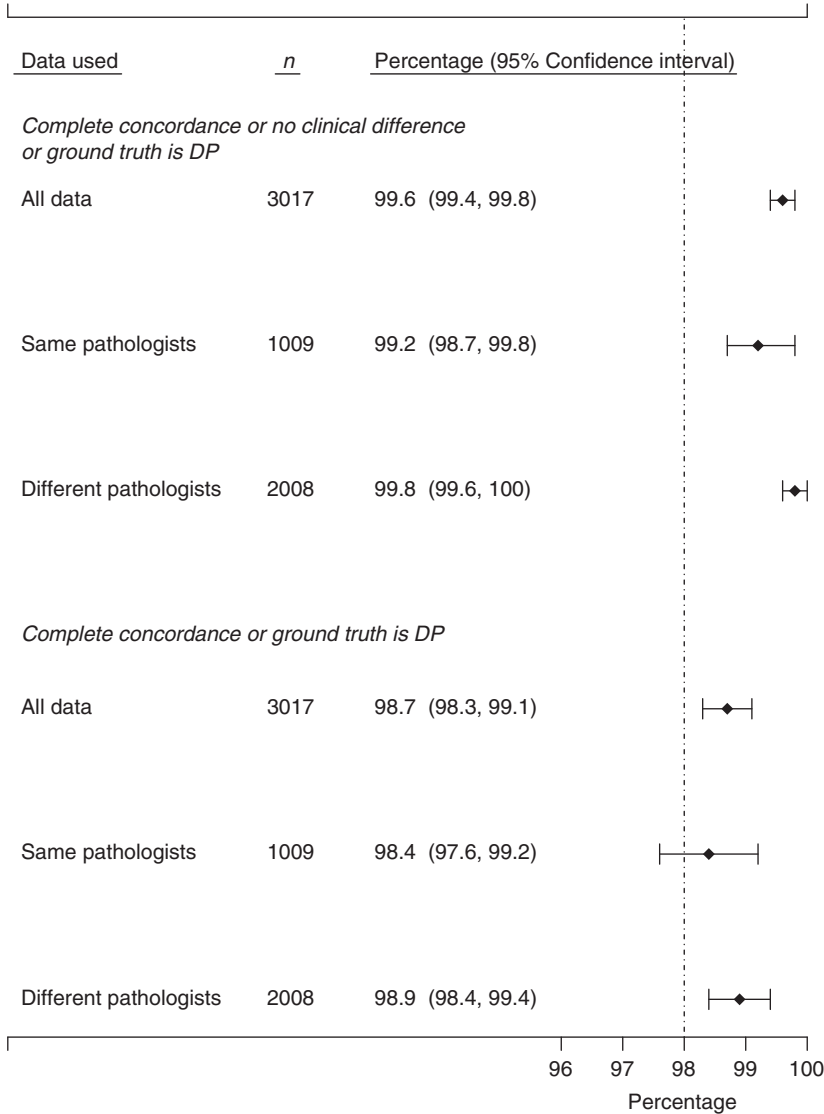 Data used n Percentage (95% Confidence interval)
Complete concordance or no clinical difference
or ground truth is DP
All data 3017 99.6 (99.4, 99.8)
Same pathologists 1009 99.2 (98.7, 99.8)
Different pathologists 2008 99.8 (99.6, 100)
Complete concordance or ground truth is DP
All data 3017 98.7 (98.3, 99.1)
Same pathologists 1009 98.4 (97.6, 99.2)
Different pathologists 2008 98.9 (98.4, 99.4)
96 97 98 99 100
Percentage